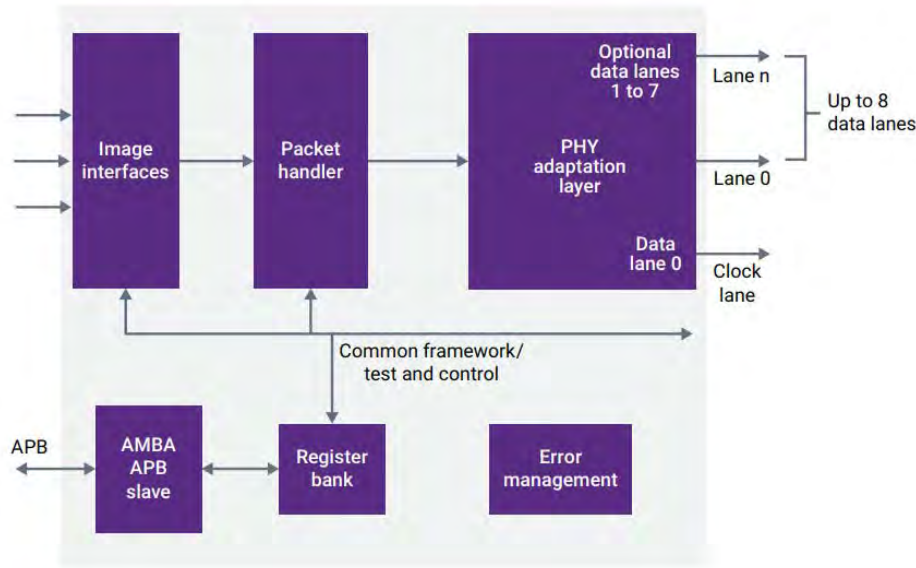 Image
interfaces
Packet
handler
Optional
data lanes
1 to 7
PHY
adaptation
layer
Data
lane 0
Lane n
Lane 0
Clock
lane
Up to 8
data lanes
Common framework/
test and control
APB
AMBA
APB
slave
Register
bank
Error
management